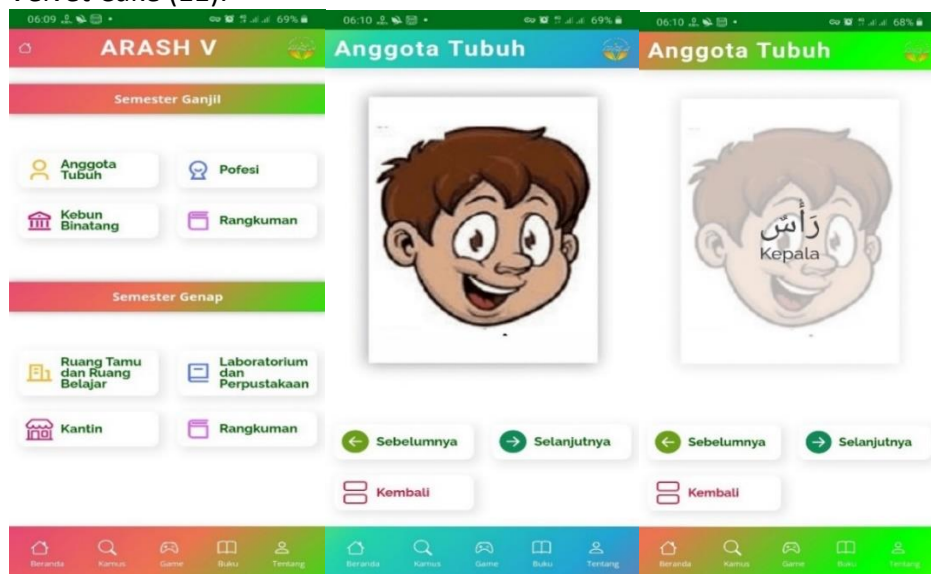 Velvet Cake (11).
06:09
69%
ARASH V
Semester Ganjil
Anggota
Tubuh
Pofesi
Kebun
Binatang
Rangkuman
Semester Genap
Ruang Tamu
dan Ruang
Belajar
Laboratorium
dan
Perpustakaan
Kantin
Rangkuman
Beranda
Kamus
Game
Buku
Tentang
06:10
69%
Anggota Tubuh
Sebelumnya
Selanjutnya
Kembali
Beranda
Kamus
Game
Buku
Tentang
06:10
68%
Anggota Tubuh
رَأْسٌ
Kepala
Sebelumnya
Selanjutnya
Kembali
Beranda
Kamus
Game
Buku
Tentang